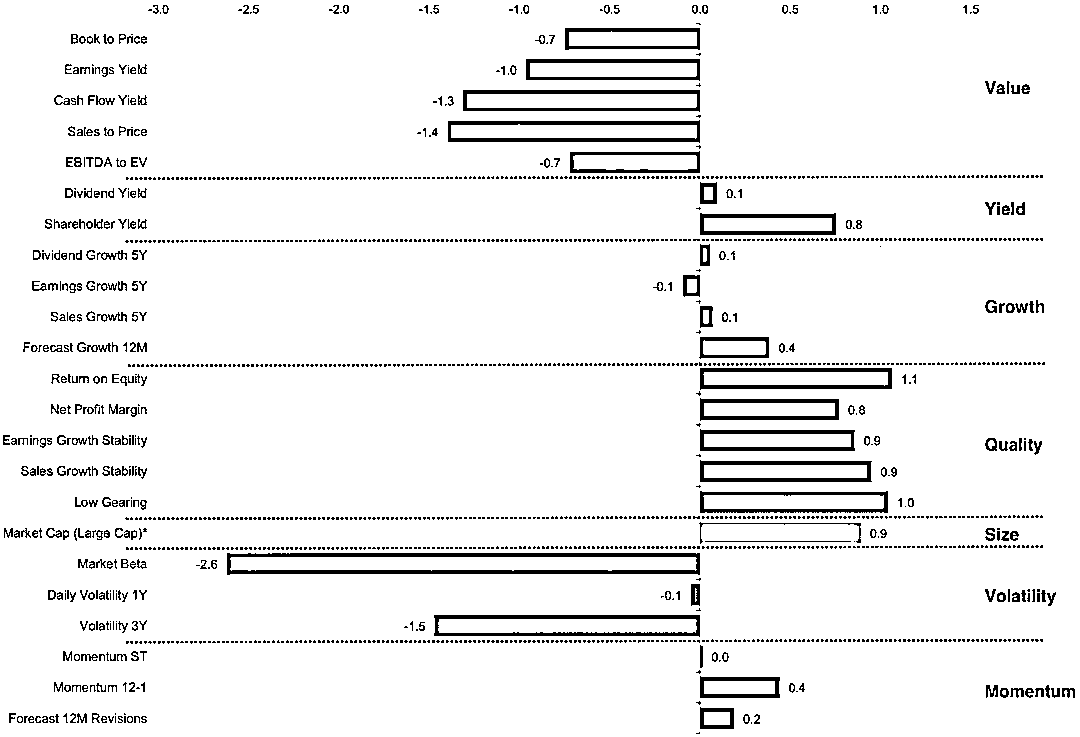 -3.0 -2.5 -2.0 -1.5 -1.0 -0.5 0.0 0.5 1.0 1.5
Book to Price -0.7
Earnings Yield -1.0
Value
Cash Flow Yield -1.3
Sales to Price -1.4
EBITDA to EV -0.7
Dividend Yield 0.1
Yield
Shareholder Yield 0.8
Dividend Growth 5Y 0.1
Earnings Growth 5Y -0.1
Growth
Sales Growth 5Y 0.1
Forecast Growth 12M 0.4
Return on Equity 1.1
Net Profit Margin 0.8
Earnings Growth Stability 0.9
Quality
Sales Growth Stability 0.9
Low Gearing 1.0
Market Cap (Large Cap)* 0.9 Size
Market Beta -2.6
Daily Volatility 1Y -0.1 Volatility
Volatility 3Y -1.5
Momentum ST 0.0
Momentum 12-1 0.4 Momentum
Forecast 12M Revisions 0.2